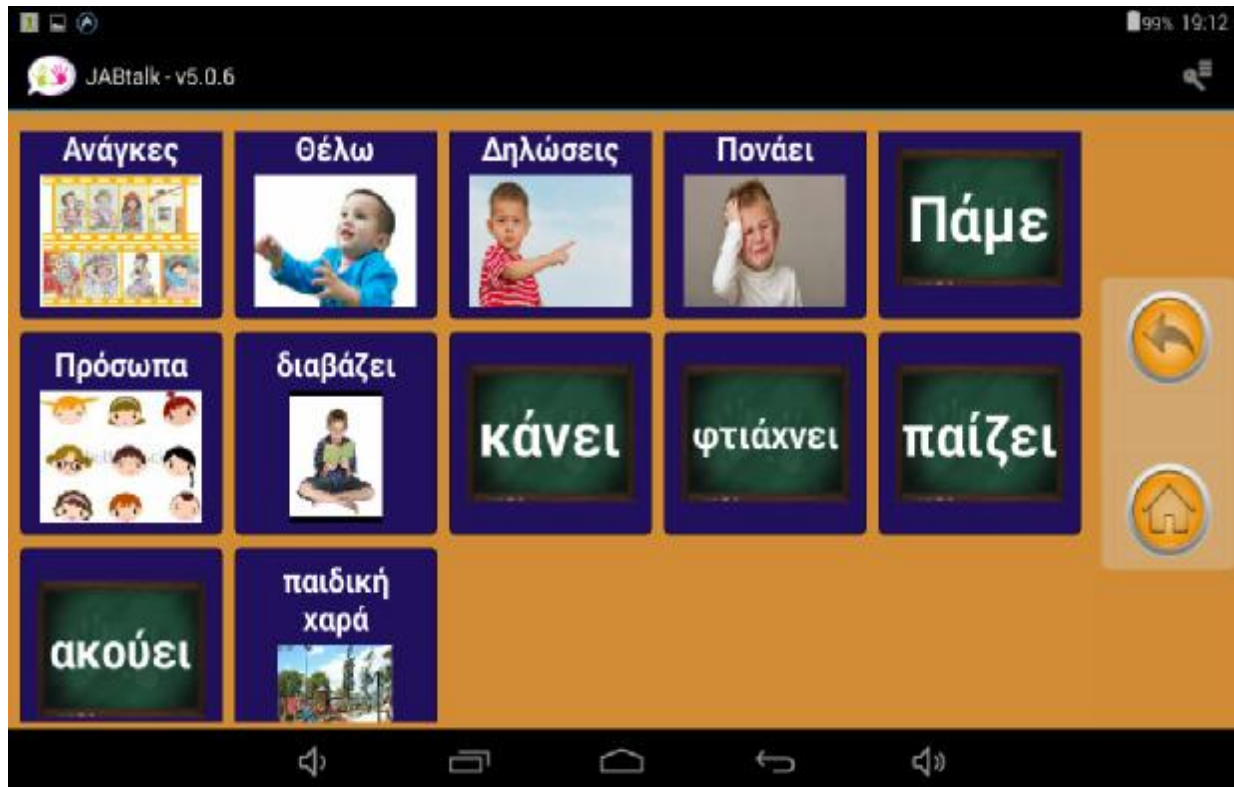 99% 19:12
JABtalk - v5.0.6
Ανάγκες Θέλω Δηλώσεις Πονάει Πάμε
Πρόσωπα διαβάζει κάνει φτιάχνει παίζει
ακούει παιδική
χαρά